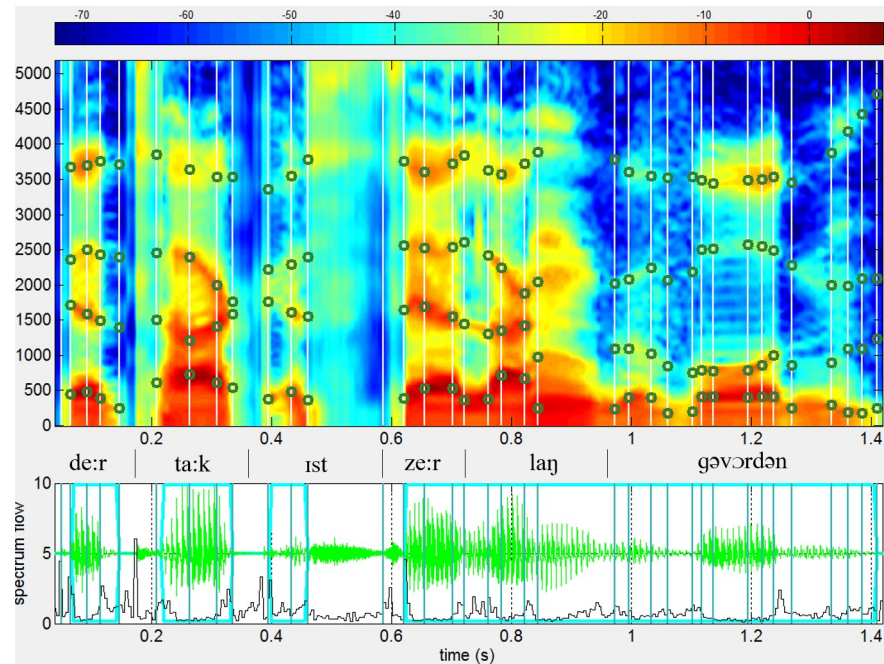 -70 -60 -50 -40 -30 -20 -10 0
5000
4500
4000
3500
3000
2500
2000
1500
1000
500
0
0.2 0.4 0.6 0.8 1 1.2 1.4
de:r | ta:k | ɪst | ze:r | laŋ | gəvɔrdən
10
5
0
spectrum flow
0.2 0.4 0.6 0.8 1 1.2 1.4
time (s)